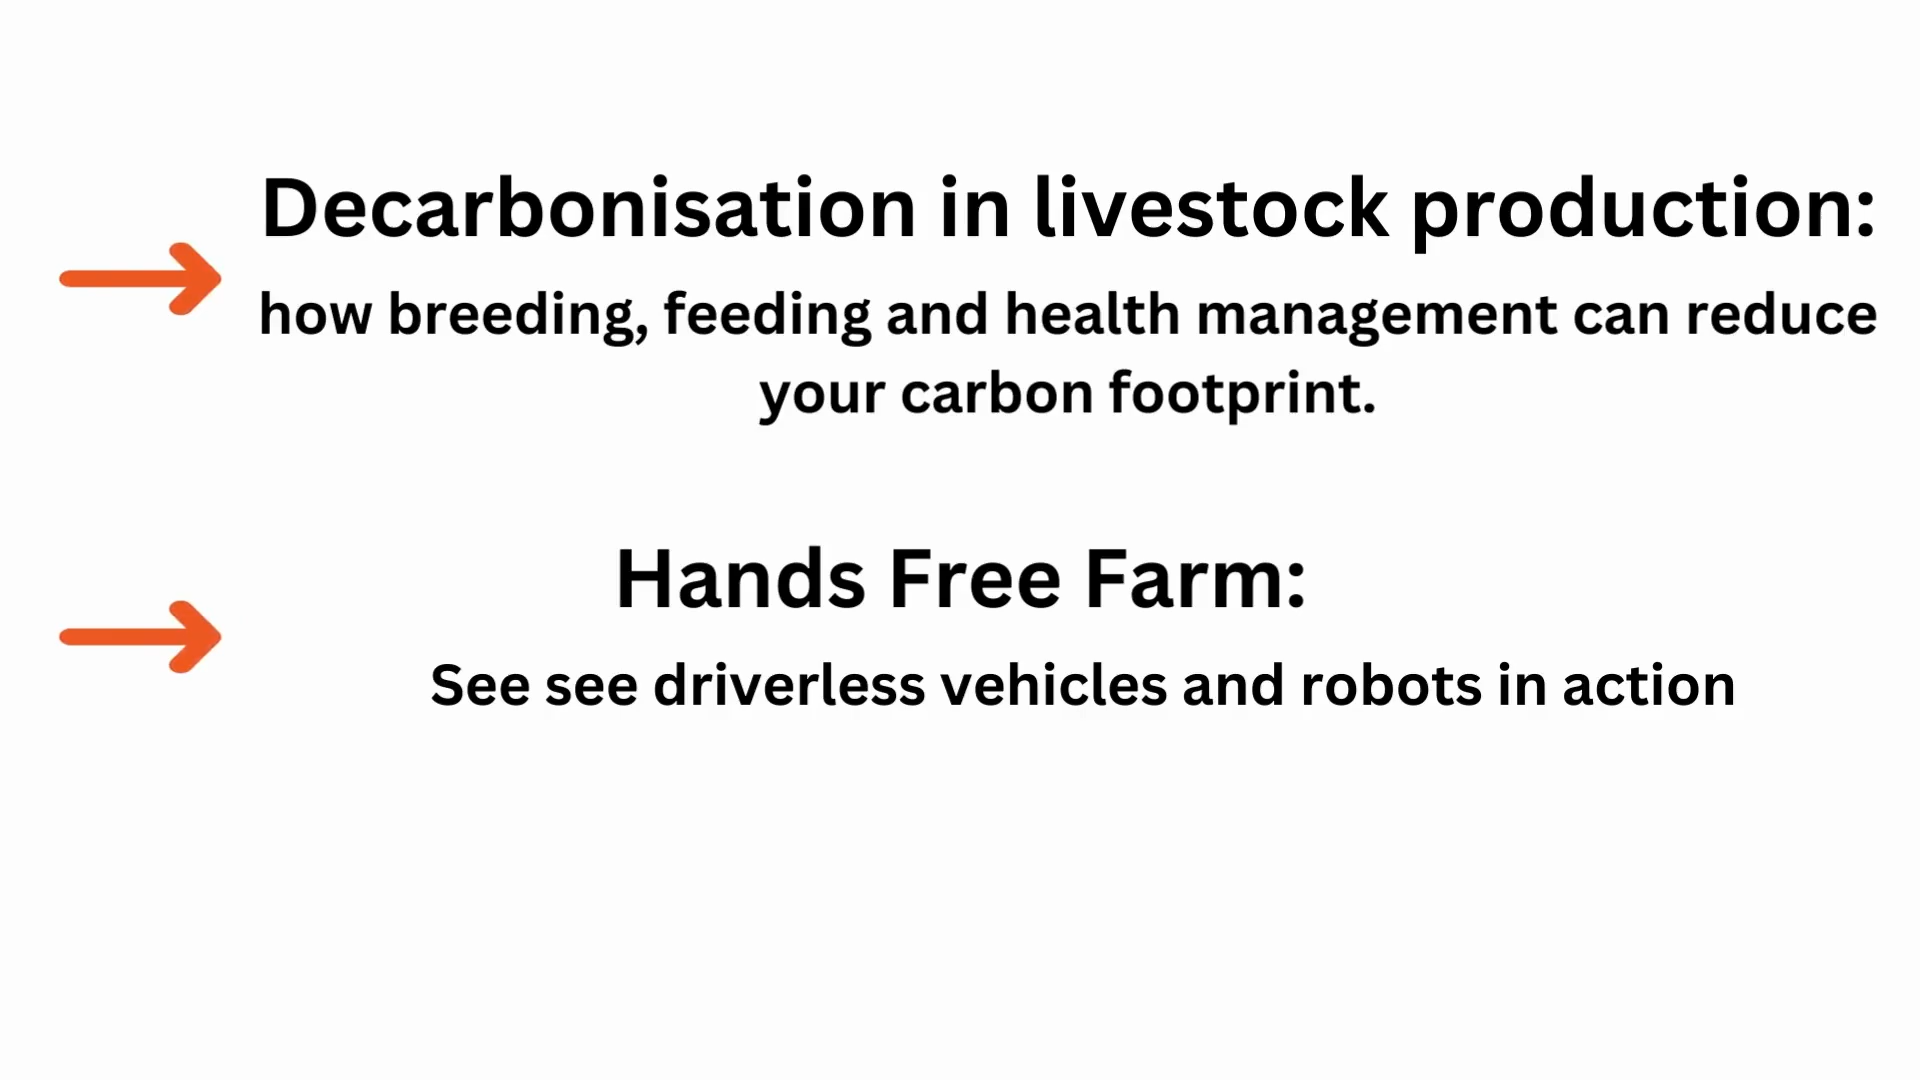 Decarbonisation in livestock production:
how breeding, feeding and health management can reduce
your carbon footprint.
Hands Free Farm:
See see driverless vehicles and robots in action